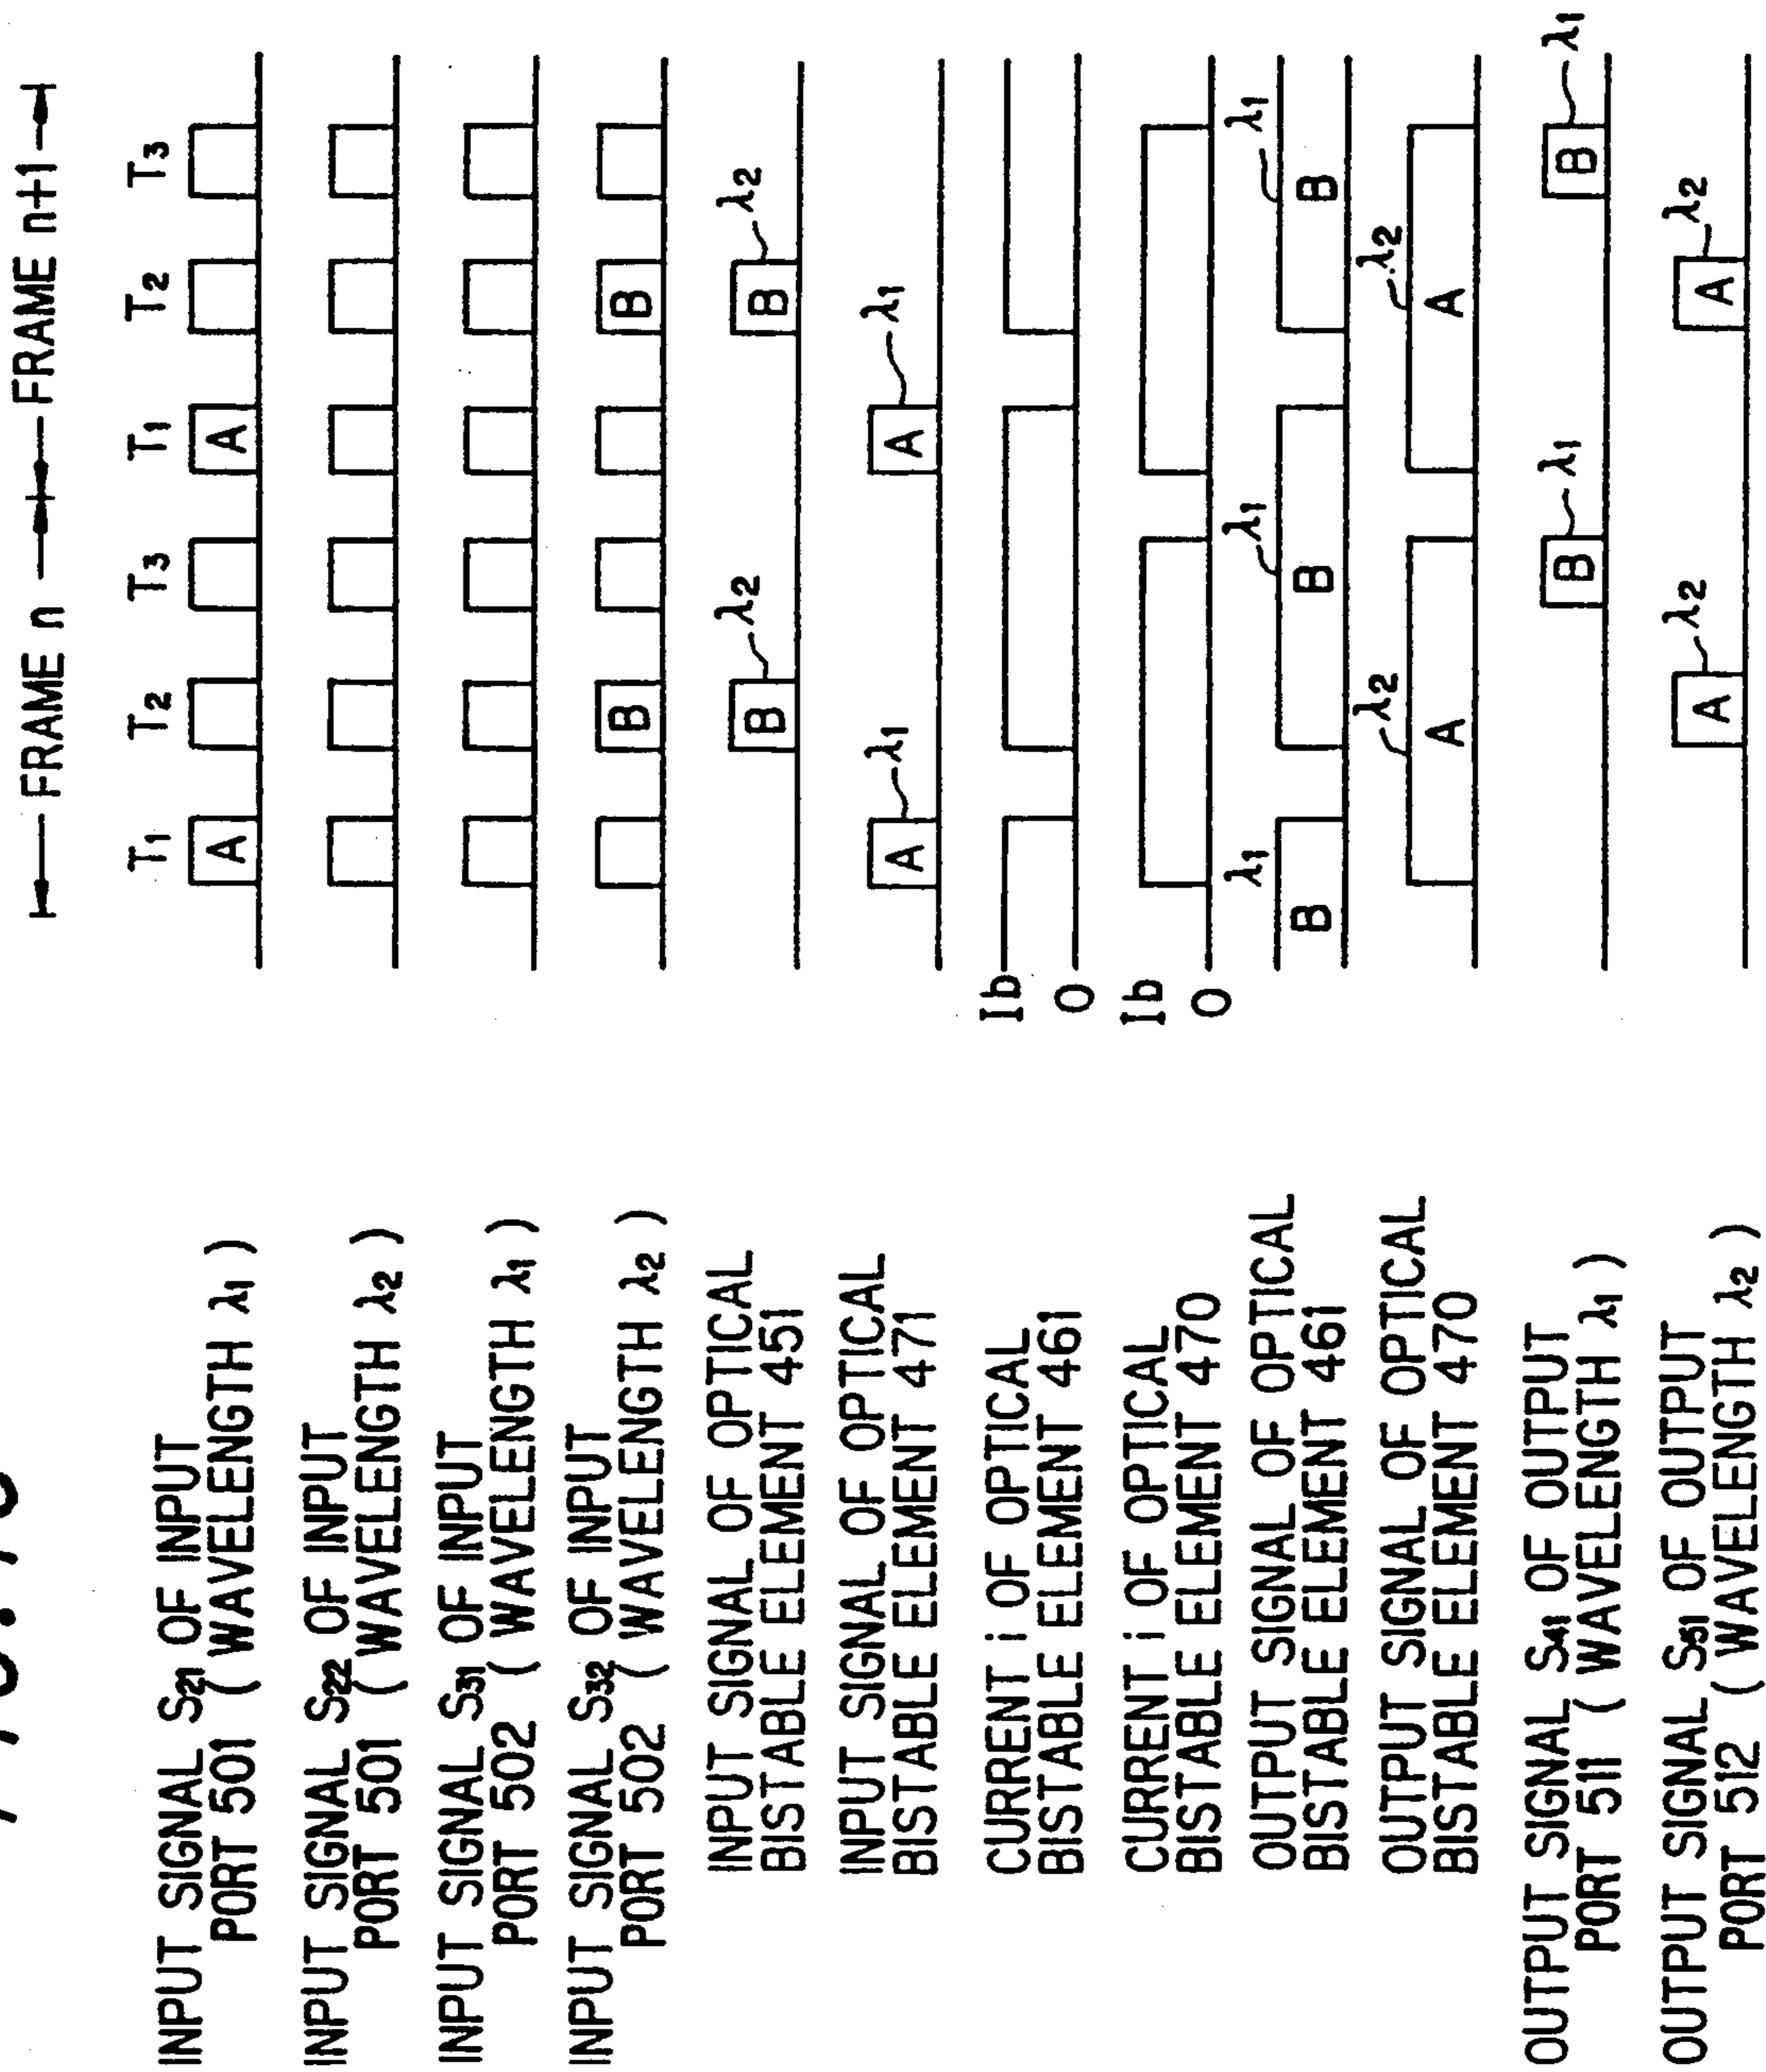 FRAME n FRAME n+1
T1 T2 T3 T1 T2 T3
INPUT SIGNAL S21 OF INPUT
PORT 501 ( WAVELENGTH λ1 )
A A
INPUT SIGNAL S22 OF INPUT
PORT 501 ( WAVELENGTH λ2 )
INPUT SIGNAL S31 OF INPUT
PORT 502 ( WAVELENGTH λ1 )
INPUT SIGNAL S32 OF INPUT
PORT 502 ( WAVELENGTH λ2 )
B B
INPUT SIGNAL OF OPTICAL
BISTABLE ELEMENT 451
B λ2 B λ2
INPUT SIGNAL OF OPTICAL
BISTABLE ELEMENT 471
A λ1 A λ1
CURRENT i OF OPTICAL
BISTABLE ELEMENT 461
Ib
0
CURRENT i OF OPTICAL
BISTABLE ELEMENT 470
Ib
0
OUTPUT SIGNAL OF OPTICAL
BISTABLE ELEMENT 461
B λ1 B λ1 B λ1
OUTPUT SIGNAL OF OPTICAL
BISTABLE ELEMENT 470
A λ2 A λ2
OUTPUT SIGNAL S41 OF OUTPUT
PORT 511 ( WAVELENGTH λ1 )
B λ1 B λ1
OUTPUT SIGNAL S51 OF OUTPUT
PORT 512 ( WAVELENGTH λ2 )
A λ2 A λ2